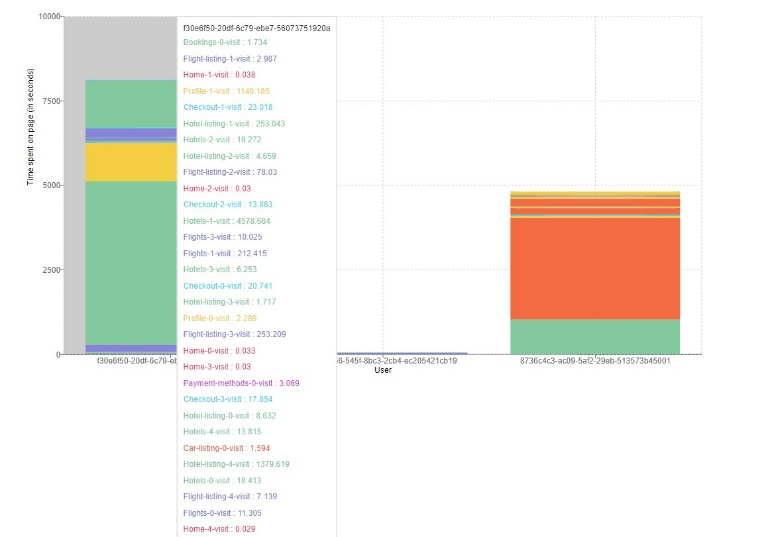 10000
7500
5000
2500
0
Time spent on page (in seconds)
f30e6f50-20df-6c79-ebe7-56073751920a
Bookings-0-visit : 1.734
Flight-listing-1-visit : 2.987
Home-1-visit : 0.038
Profile-1-visit : 1140.165
Checkout-1-visit : 23.018
Hotel-listing-1-visit : 253.043
Hotels-2-visit : 19.272
Hotel-listing-2-visit : 4.659
Flight-listing-2-visit : 78.03
Home-2-visit : 0.03
Checkout-2-visit : 13.863
Hotels-1-visit : 4578.684
Flights-3-visit : 10.025
Flights-1-visit : 212.415
Hotels-3-visit : 6.253
Checkout-0-visit : 20.741
Hotel-listing-3-visit : 1.717
Profile-0-visit : 2.289
Flight-listing-3-visit : 253.209
Home-0-visit : 0.033
Home-3-visit : 0.03
Payment-methods-0-visit : 3.069
Checkout-3-visit : 17.854
Hotel-listing-0-visit : 8.632
Hotels-4-visit : 13.815
Car-listing-0-visit : 1.594
Hotel-listing-4-visit : 1379.619
Hotels-0-visit : 18.413
Flight-listing-4-visit : 7.139
Flights-0-visit : 11.305
Home-4-visit : 0.029
f30e6f50-20df-6c79-eb
6-545f-8bc3-2cb4-ec205421cb19
8736c4c3-ac09-5af2-29eb-513573b45001
User